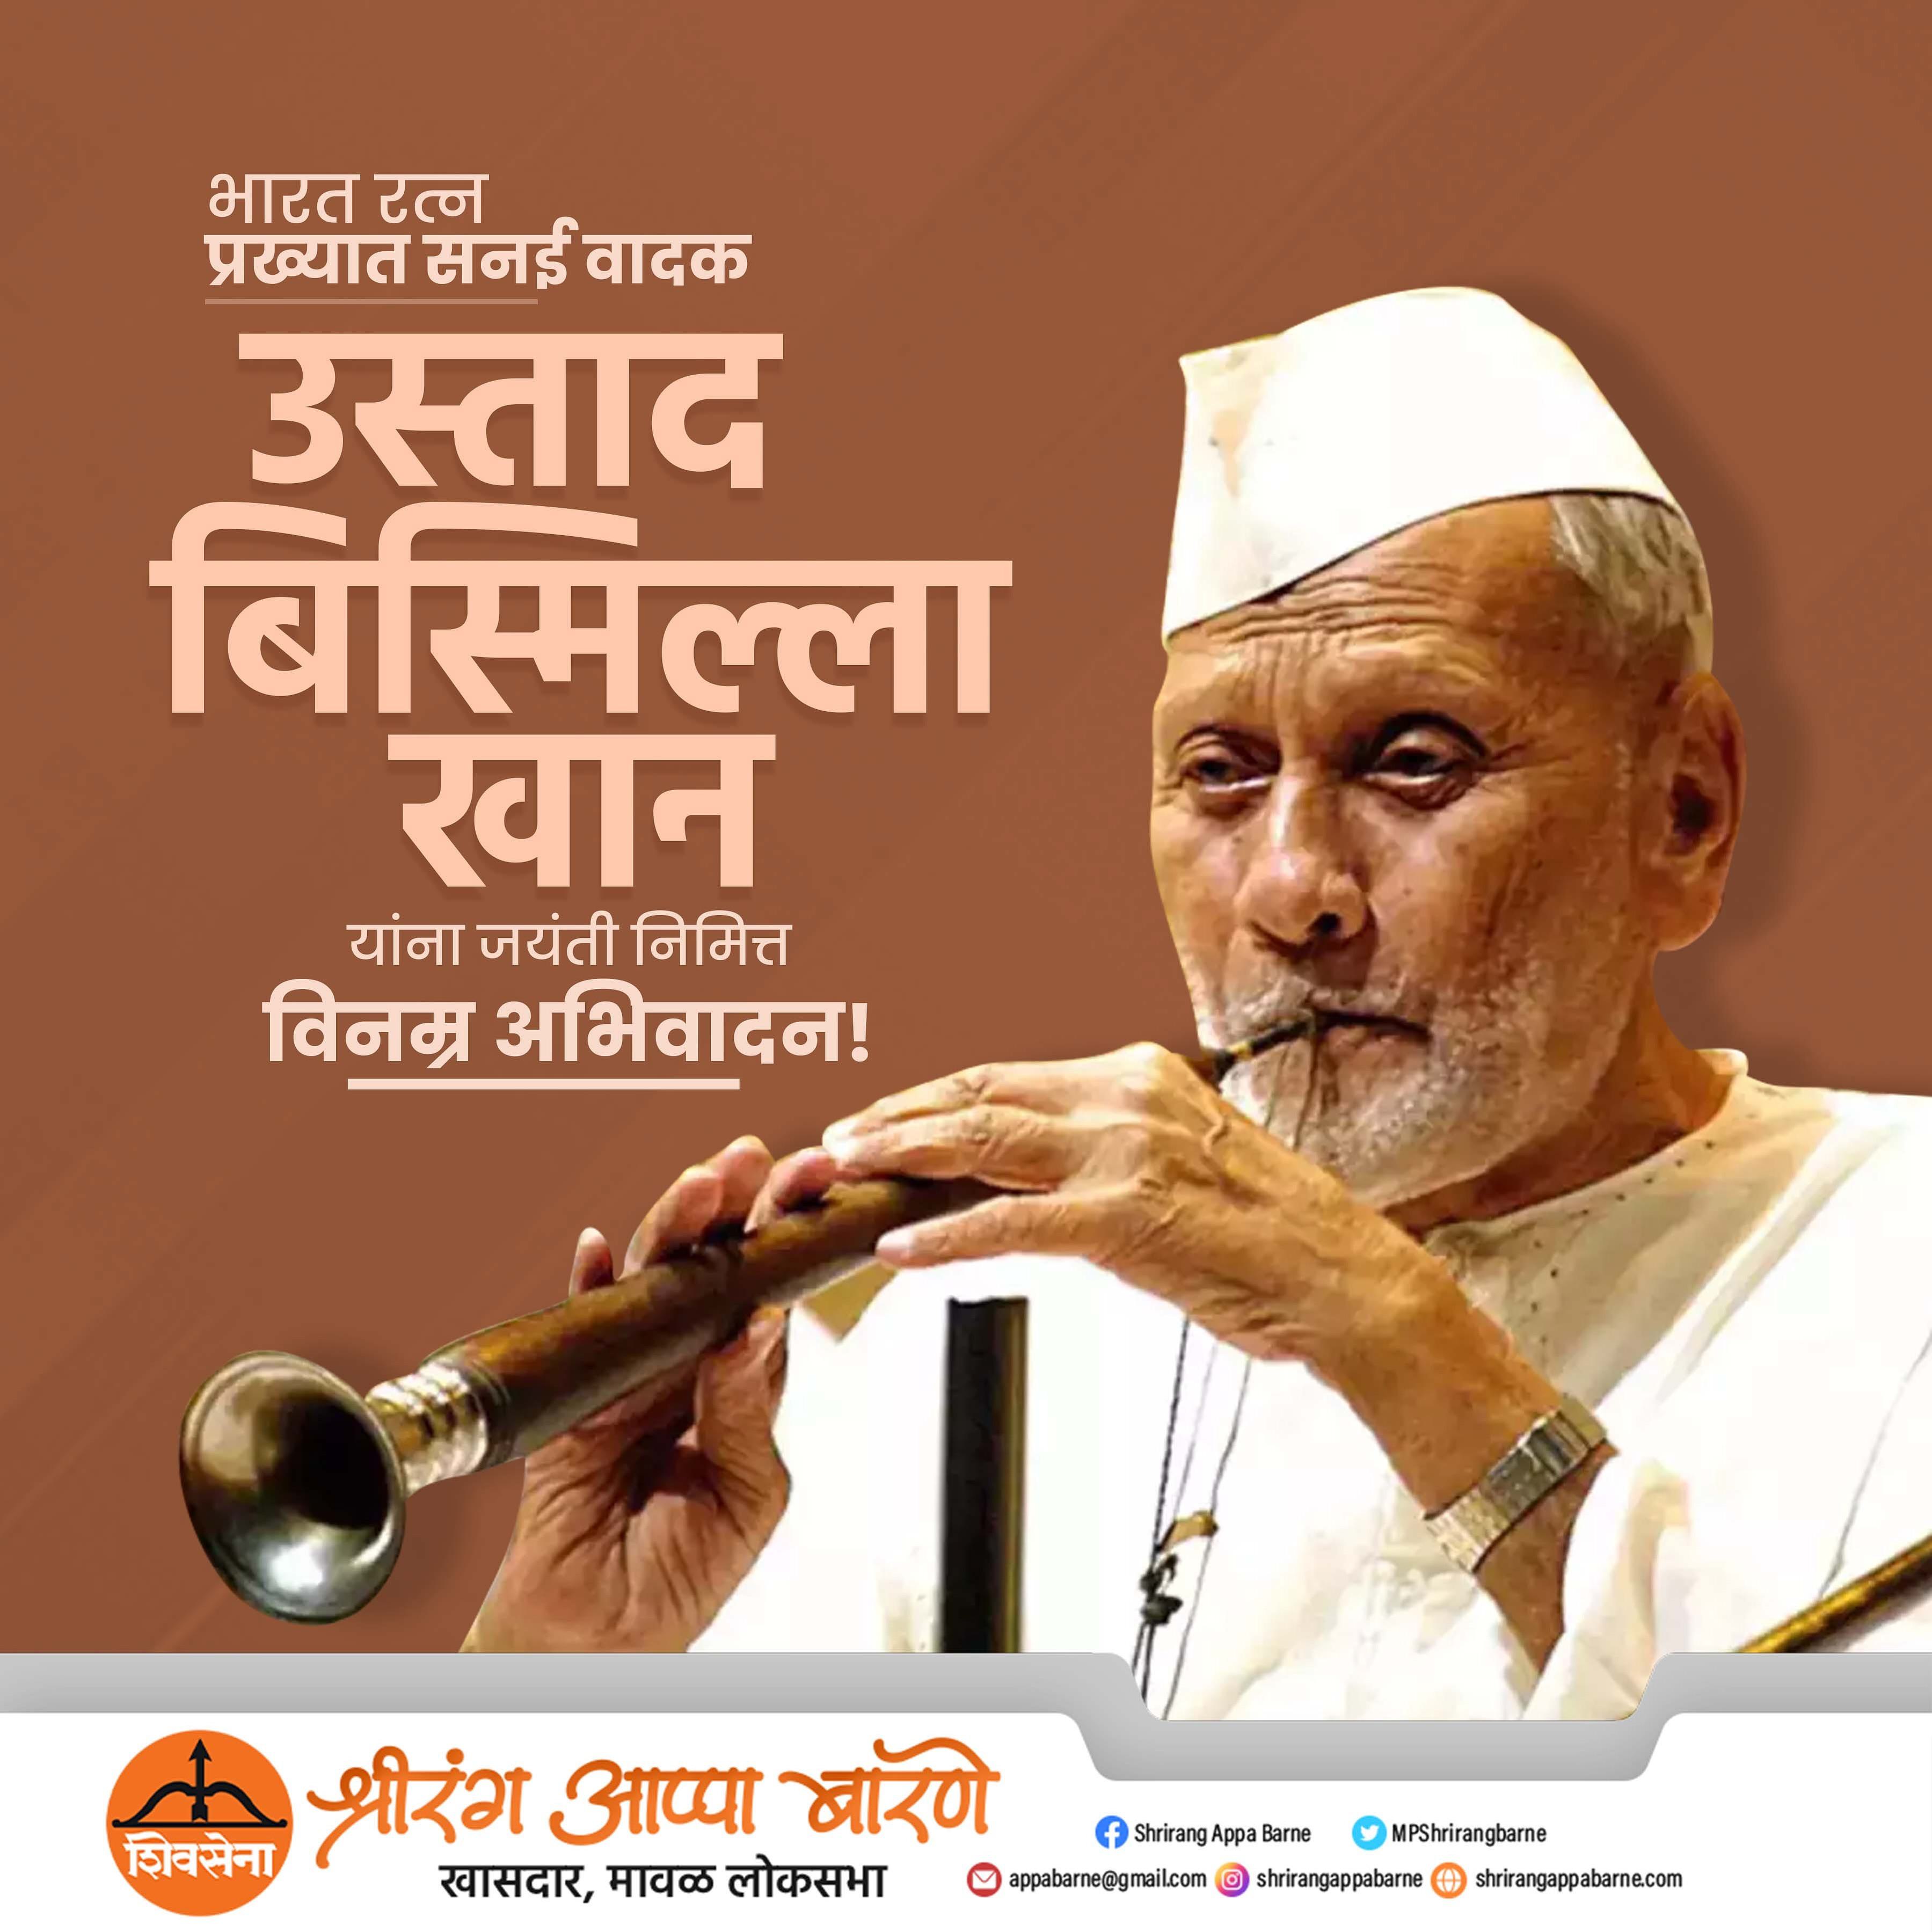 भारत रत्न
प्रख्यात सनई वादक
उस्ताद
बिस्मिल्ला
खान
यांना जयंती निमित्त
विनम्र अभिवादन!
शिवसेना
श्रीरंग आप्पा बारणे
खासदार, मावळ लोकसभा
Shrirang Appa Barne MPShrirangbarne
appabarne@gmail.com shrirangappabarne shrirangappabarne.com